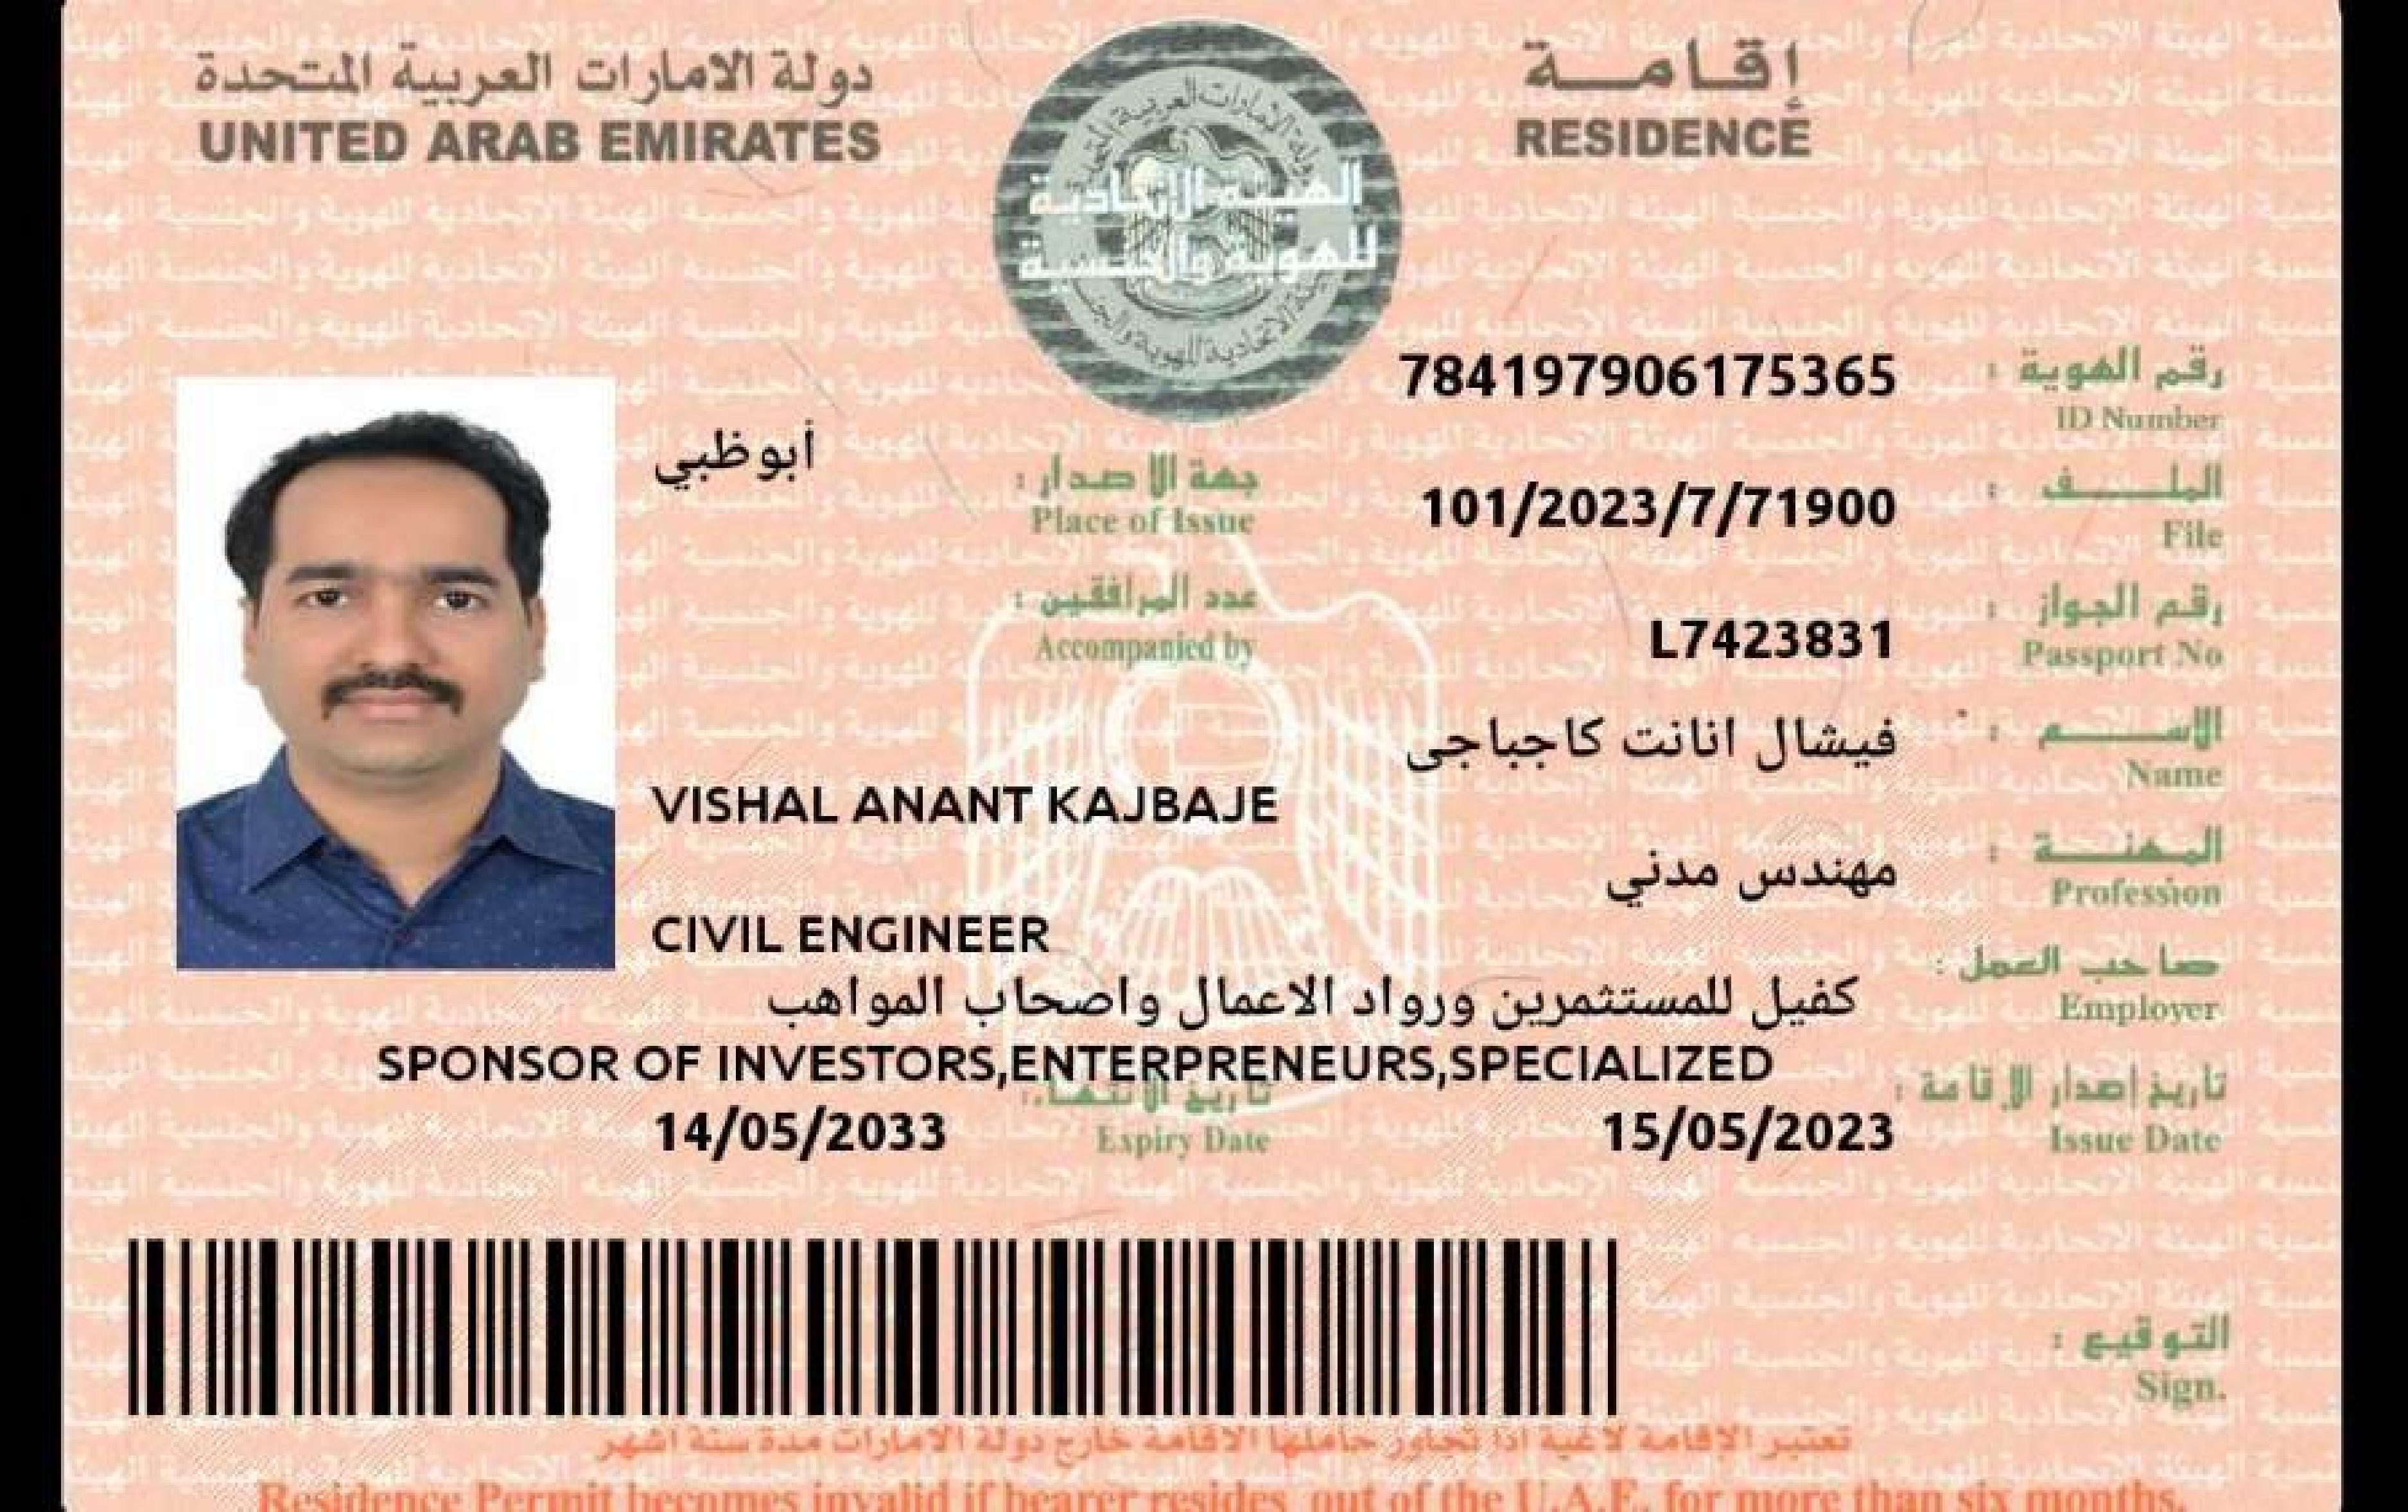 دولة الامارات العربية المتحدة
UNITED ARAB EMIRATES
إقامة
RESIDENCE
الهيئة الاتحادية
للهوية والجنسية
رقم الهوية :
784197906175365
ID Number
أبوظبي
جهة الاصدار :
Place of Issue
الملف :
101/2023/7/71900
File
عدد المرافقين :
Accompanied by
رقم الجواز :
L7423831
Passport No
الاسم :
فيشال انانت كاجباجى
Name
VISHAL ANANT KAJBAJE
المهنة :
مهندس مدني
Profession
CIVIL ENGINEER
صاحب العمل :
كفيل للمستثمرين ورواد الاعمال واصحاب المواهب
Employer
SPONSOR OF INVESTORS,ENTERPRENEURS,SPECIALIZED
تاريخ إصدار الإقامة :
15/05/2023
Issue Date
تاريخ الانتهاء :
14/05/2033
Expiry Date
التوقيع :
Sign.
تعتبر الإقامة لاغية اذا تجاوز حاملها الاقامة خارج دولة الامارات مدة ستة اشهر
Residence Permit becomes invalid if bearer resides out of the U.A.E. for more than six months.